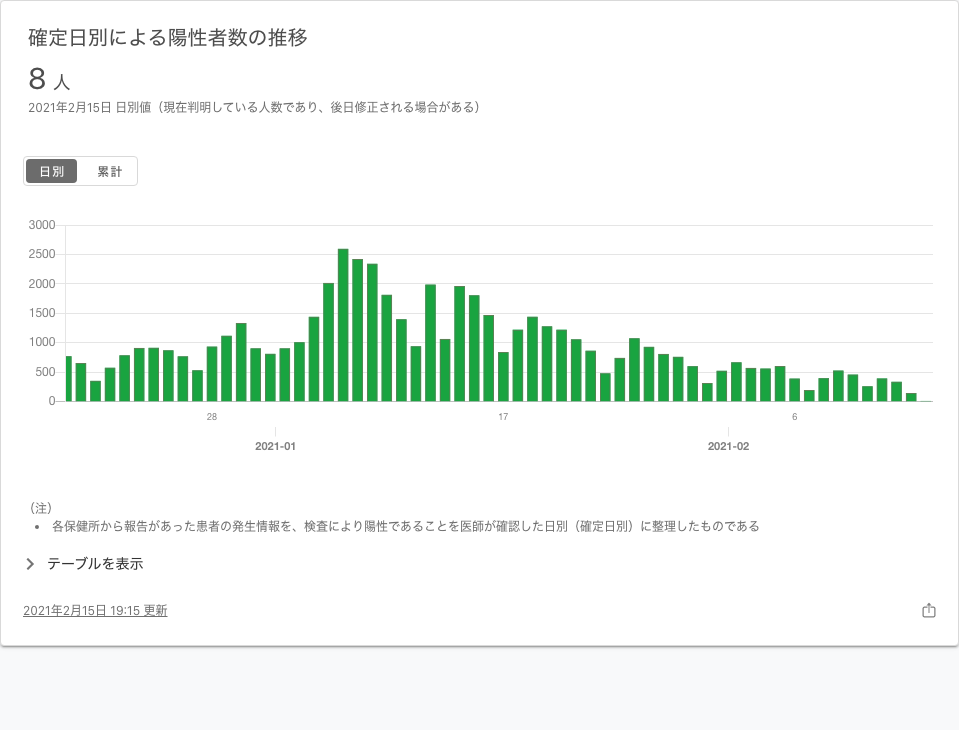 確定日別による陽性者数の推移
8 人
2021年2月15日 日別値（現在判明している人数であり、後日修正される場合がある）
日別 累計
3000
2500
2000
1500
1000
500
0
28 17 6
2021-01 2021-02
（注）
• 各保健所から報告があった患者の発生情報を、検査により陽性であることを医師が確認した日別（確定日別）に整理したものである
テーブルを表示
2021年2月15日 19:15 更新